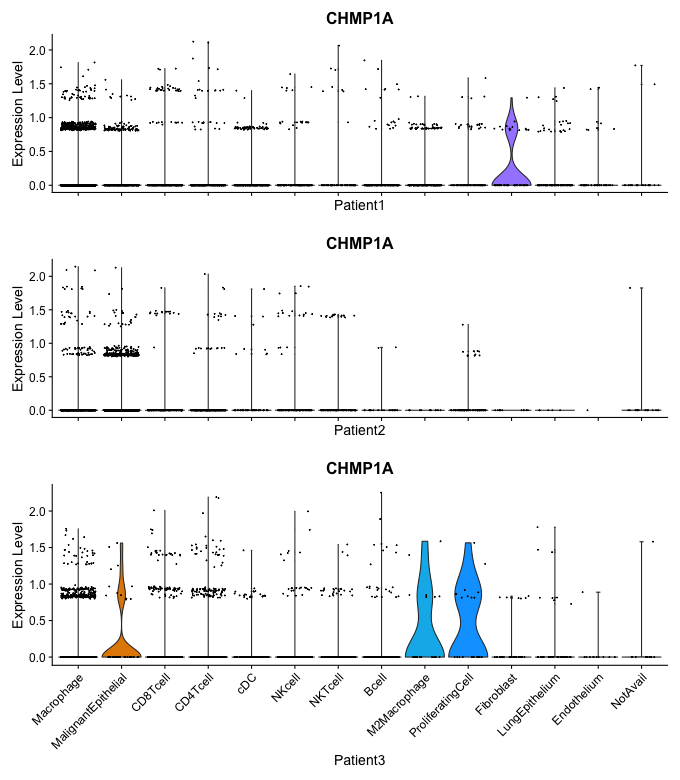 CHMP1A
Expression Level
2.0
1.5
1.0
0.5
0.0
Patient1
CHMP1A
Expression Level
2.0
1.5
1.0
0.5
0.0
Patient2
CHMP1A
Expression Level
2.0
1.5
1.0
0.5
0.0
Macrophage
MalignantEpithelial
CD8Tcell
CD4Tcell
cDC
NKcell
NKTcell
Bcell
M2Macrophage
ProliferatingCell
Fibroblast
LungEpithelium
Endothelium
NotAvail
Patient3